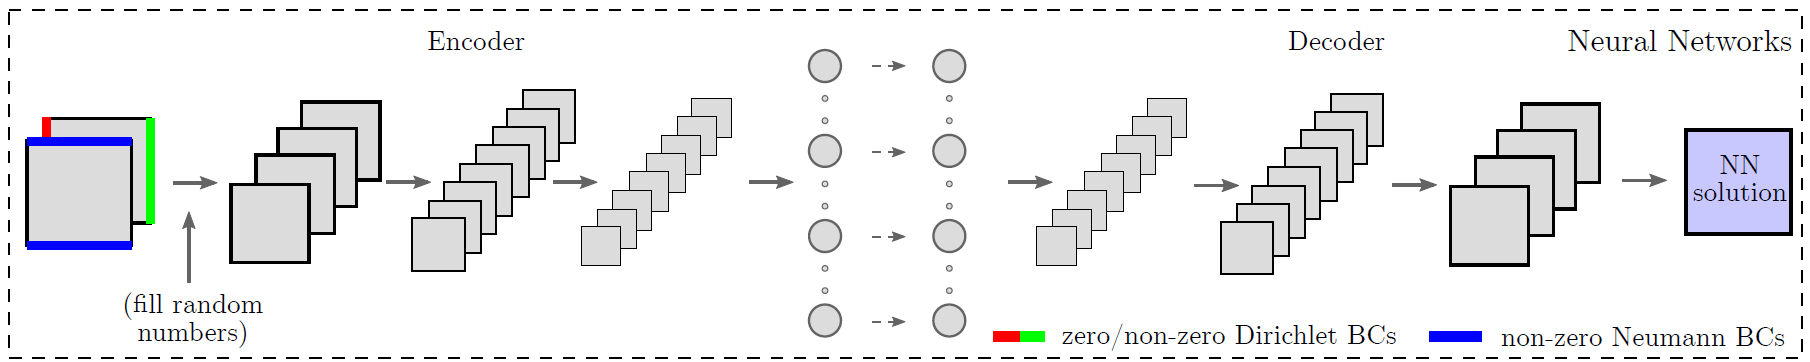 Encoder
Decoder
Neural Networks
NN
solution
(fill random
numbers)
zero/non-zero Dirichlet BCs
non-zero Neumann BCs